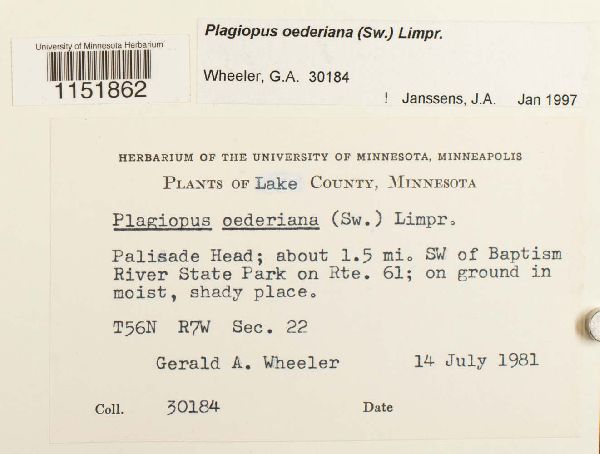 University of Minnesota Herbarium
1151862
Plagiopus oederiana (Sw.) Limpr.
Wheeler, G.A. 30184
! Janssens, J.A. Jan 1997
HERBARIUM OF THE UNIVERSITY OF MINNESOTA, MINNEAPOLIS
PLANTS OF Lake COUNTY, MINNESOTA
Plagiopus oederiana (Sw.) Limpr.
Palisade Head; about 1.5 mi. SW of Baptism
River State Park on Rte. 61; on ground in
moist, shady place.
T56N R7W Sec. 22
Gerald A. Wheeler 14 July 1981
Coll. 30184 Date